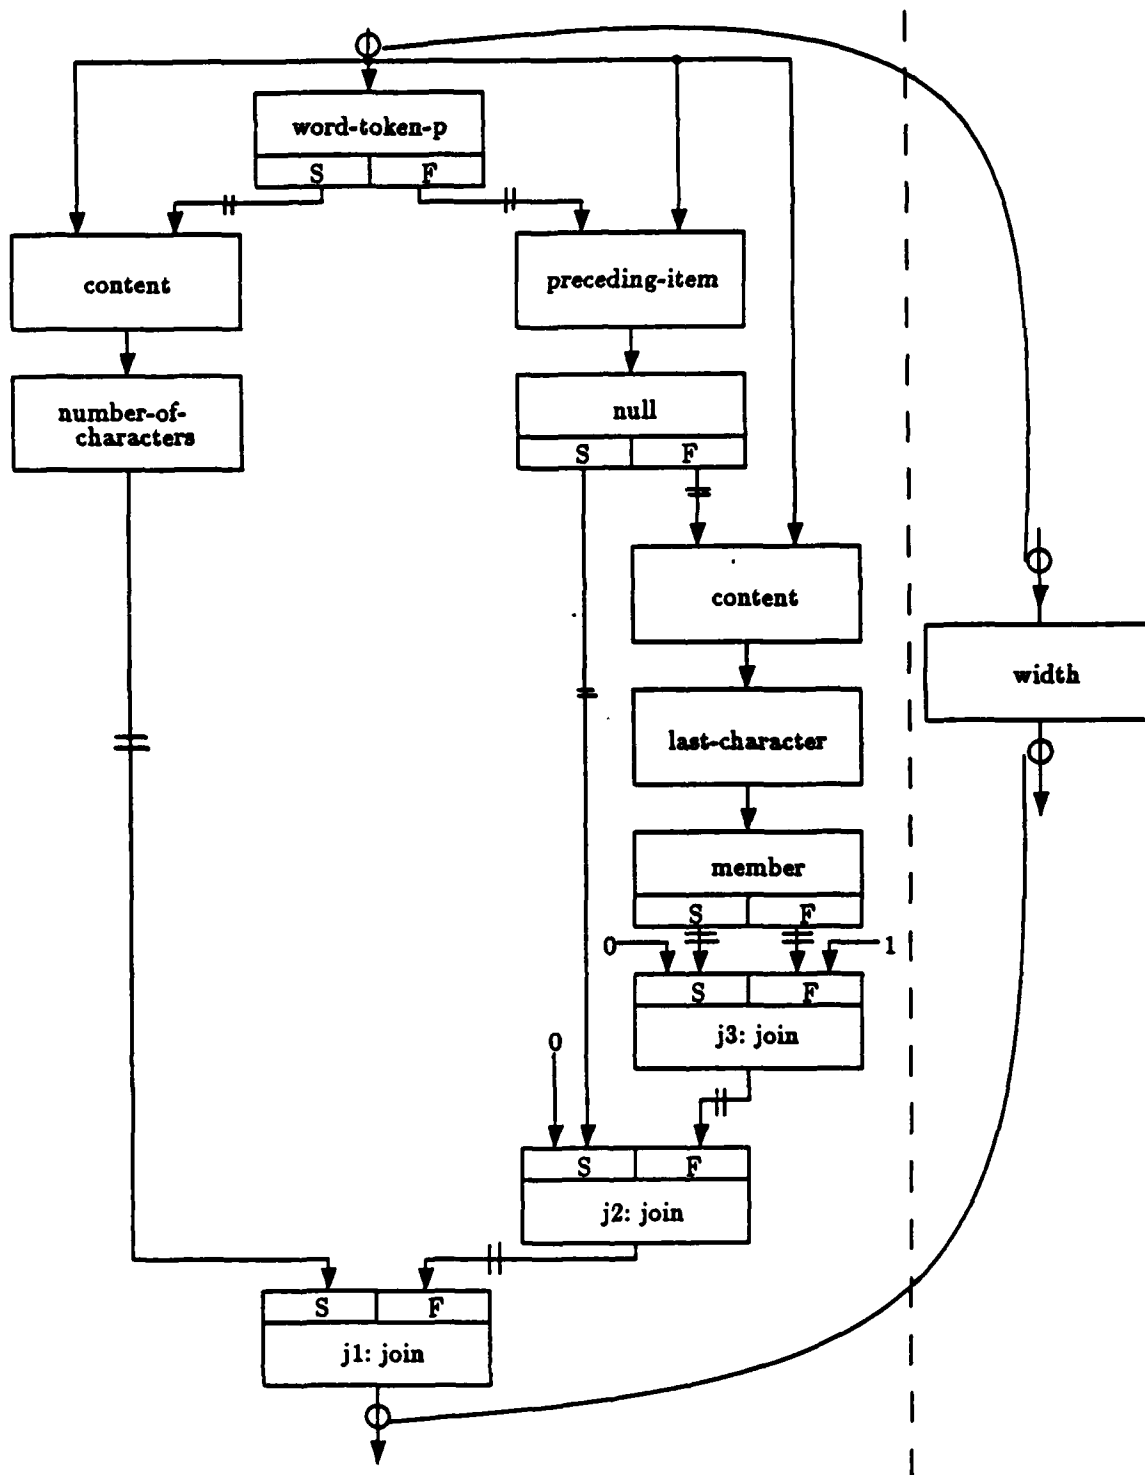 word-token-p
S F
content
preceding-item
number-of-
characters
null
S F
content
width
last-character
member
S F
0 1
S F
j3: join
0
S F
j2: join
S F
j1: join